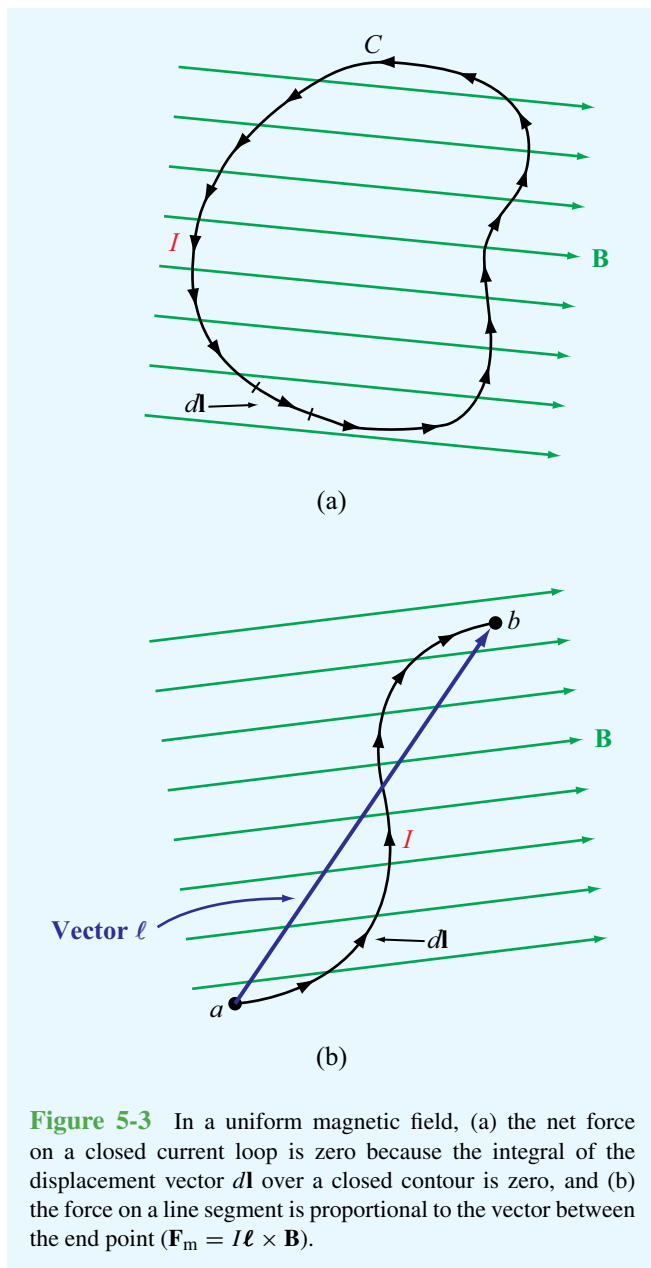 C
I
B
dl
(a)
b
B
I
Vector ℓ
dl
a
(b)
Figure 5-3 In a uniform magnetic field, (a) the net force
on a closed current loop is zero because the integral of the
displacement vector dl over a closed contour is zero, and (b)
the force on a line segment is proportional to the vector between
the end point (Fm = Iℓ × B).